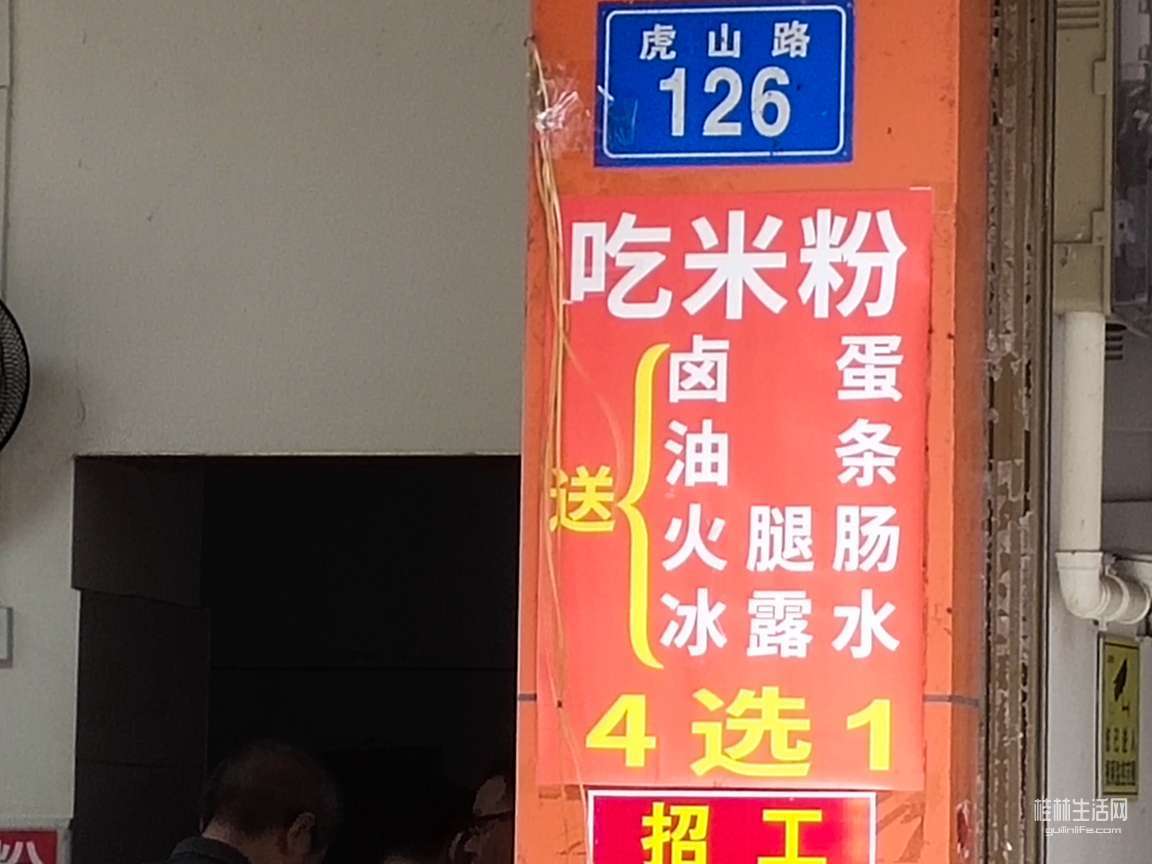 虎山路
126
吃米粉
送
卤蛋
油条
火腿肠
冰露水
4选1
招工
桂林生活网
guilinlife.com